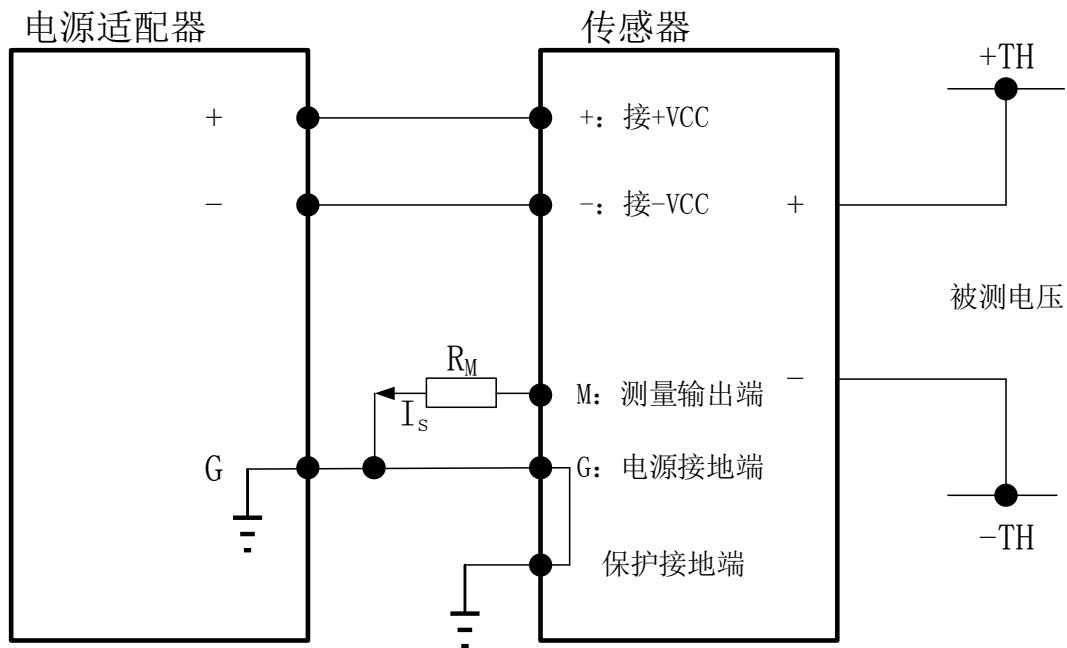 电源适配器
传感器
+TH
+
+: 接+VCC
-
-: 接-VCC
+
被测电压
R_M
I_s
M: 测量输出端
-
G
G: 电源接地端
-TH
保护接地端